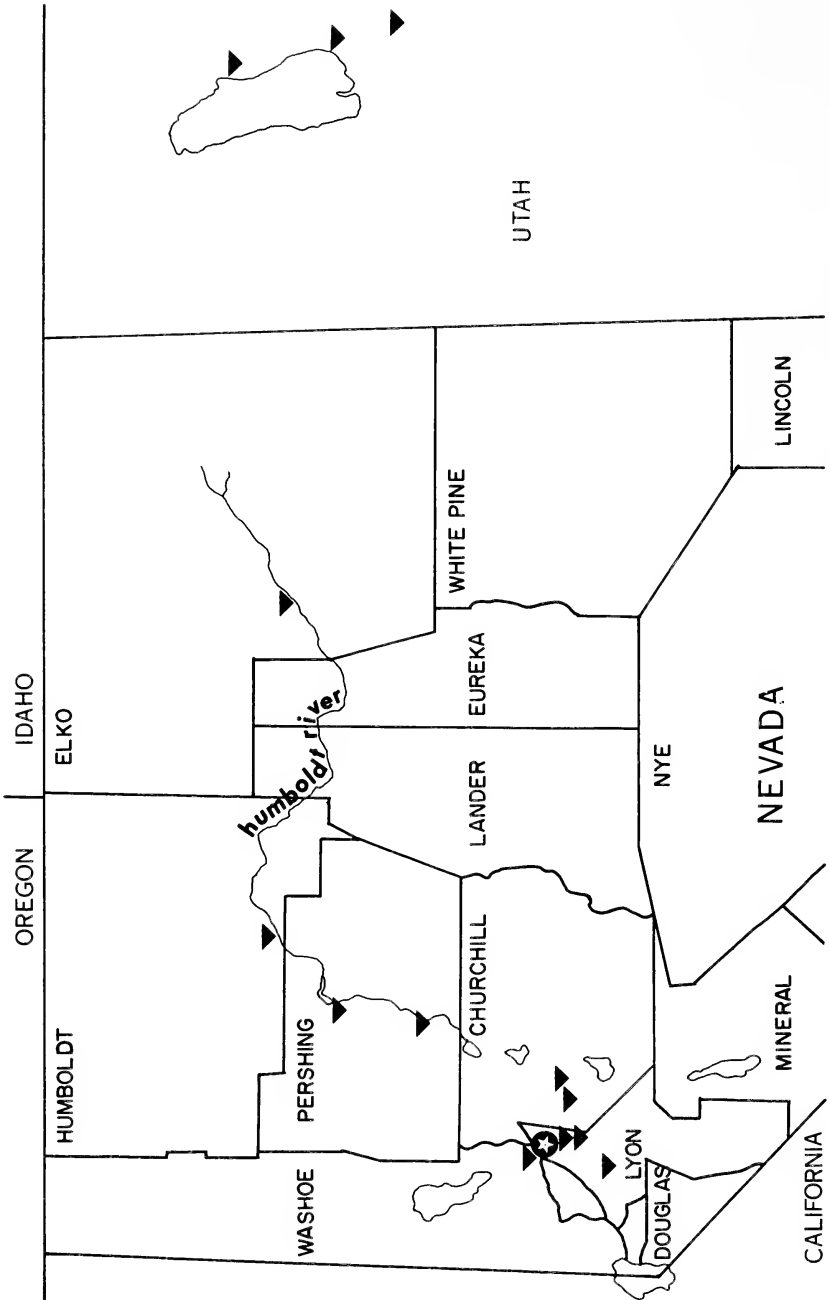 OREGON
IDAHO
HUMBOLDT
ELKO
humboldt river
WASHOE
PERSHING
CHURCHILL
LANDER
EUREKA
WHITE PINE
UTAH
LYON
DOUGLAS
NYE
LINCOLN
MINERAL
NEVADA
CALIFORNIA